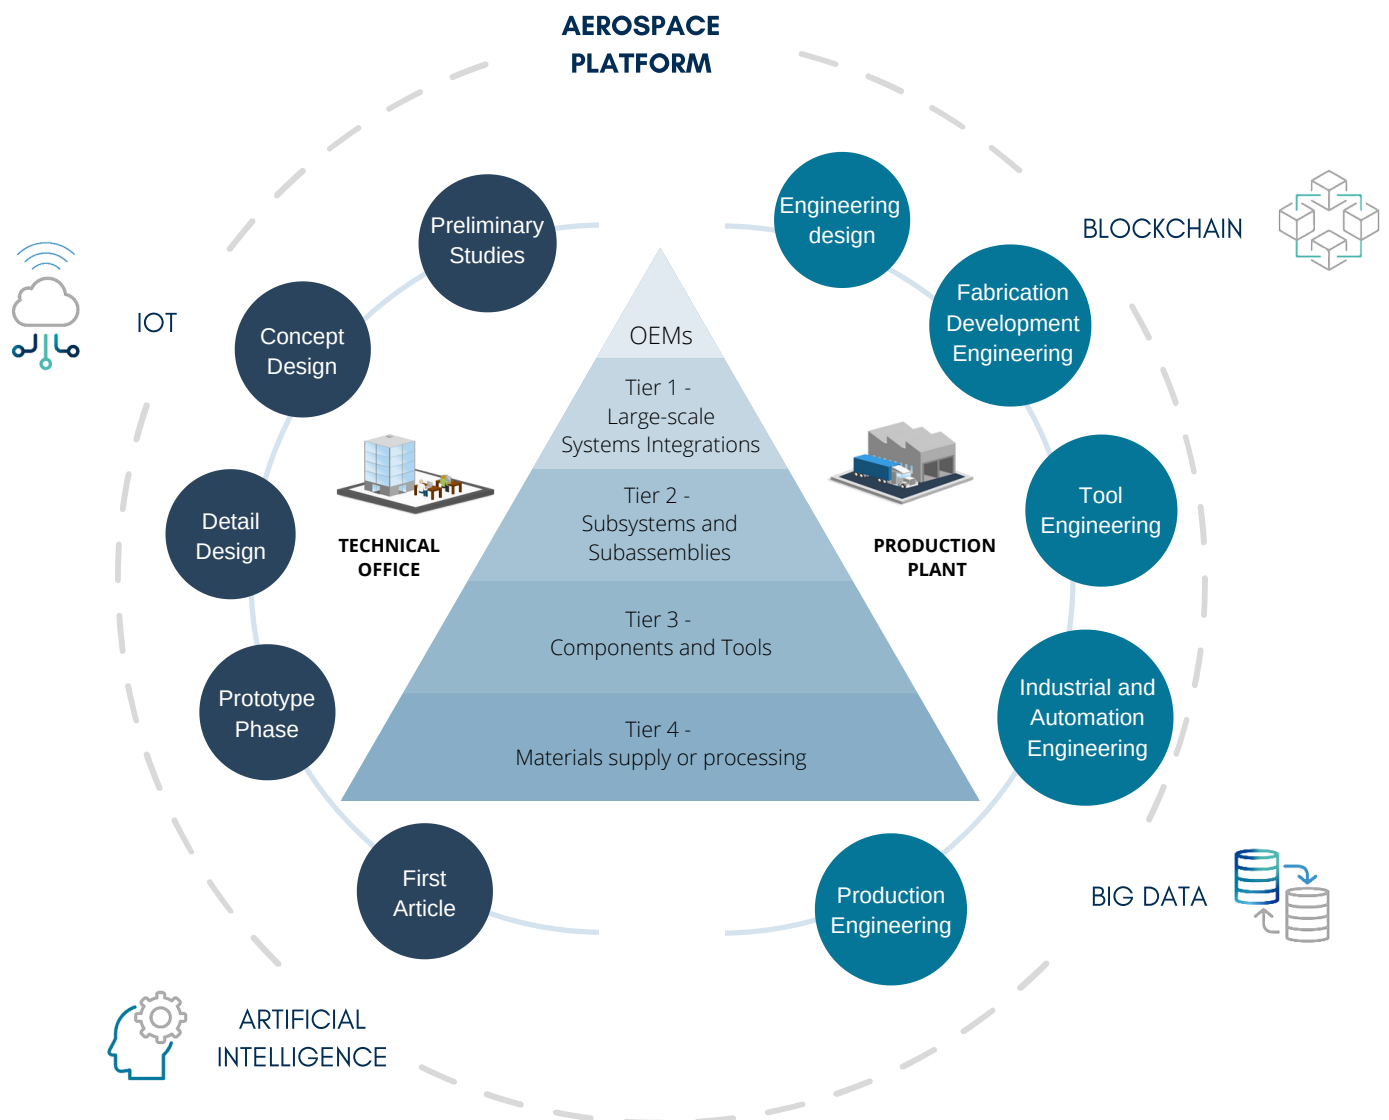 AEROSPACE
PLATFORM
Preliminary
Studies
Engineering
design
BLOCKCHAIN
IOT
Concept
Design
Fabrication
Development
Engineering
OEMs
Tier 1 -
Large-scale
Systems Integrations
Detail
Design
TECHNICAL
OFFICE
Tier 2 -
Subsystems and
Subassemblies
PRODUCTION
PLANT
Tool
Engineering
Tier 3 -
Components and Tools
Prototype
Phase
Industrial and
Automation
Engineering
Tier 4 -
Materials supply or processing
First
Article
Production
Engineering
BIG DATA
ARTIFICIAL
INTELLIGENCE